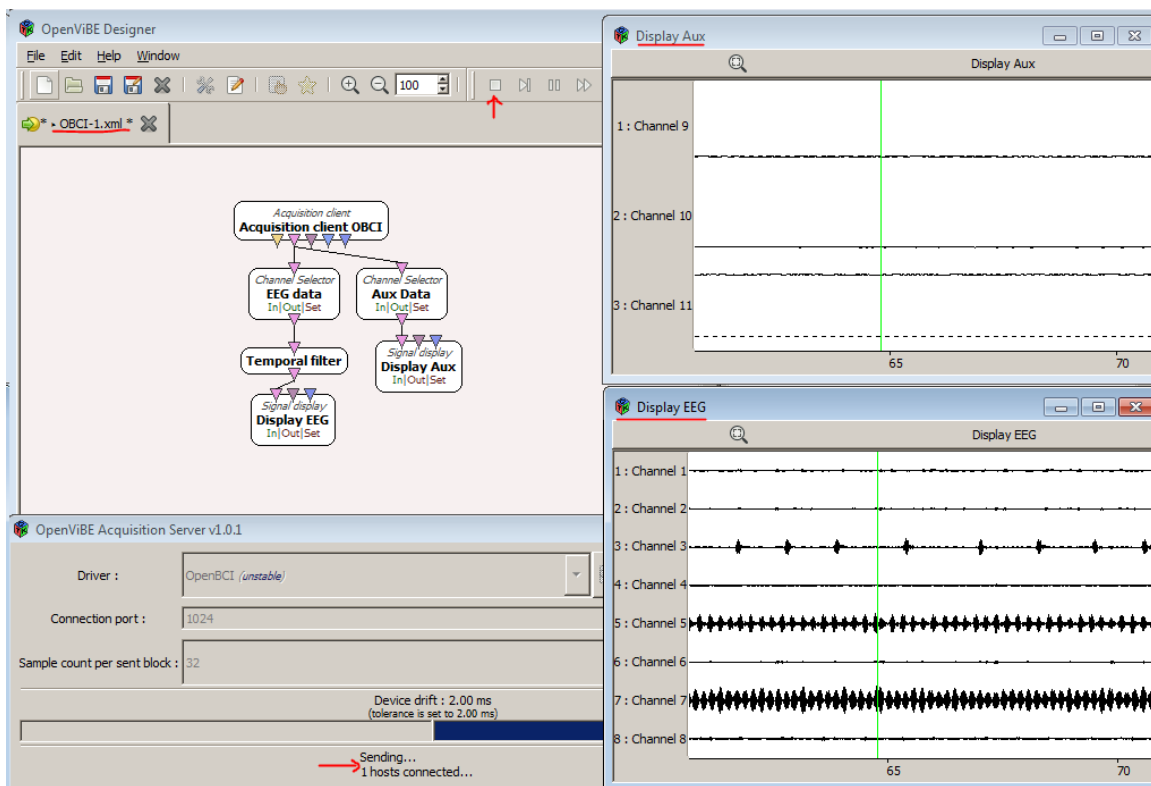 OpenViBE Designer
File Edit Help Window
100
* ▸ OBCI-1.xml *
Acquisition client
Acquisition client OBCI
Channel Selector
EEG data
In|Out|Set
Channel Selector
Aux Data
In|Out|Set
Temporal filter
Signal display
Display Aux
In|Out|Set
Signal display
Display EEG
In|Out|Set
OpenViBE Acquisition Server v1.0.1
Driver :
OpenBCI (unstable)
Connection port :
1024
Sample count per sent block :
32
Device drift : 2.00 ms
(tolerance is set to 2.00 ms)
Sending...
1 hosts connected...
Display Aux
Display Aux
1 : Channel 9
2 : Channel 10
3 : Channel 11
65 70
Display EEG
Display EEG
1 : Channel 1
2 : Channel 2
3 : Channel 3
4 : Channel 4
5 : Channel 5
6 : Channel 6
7 : Channel 7
8 : Channel 8
65 70